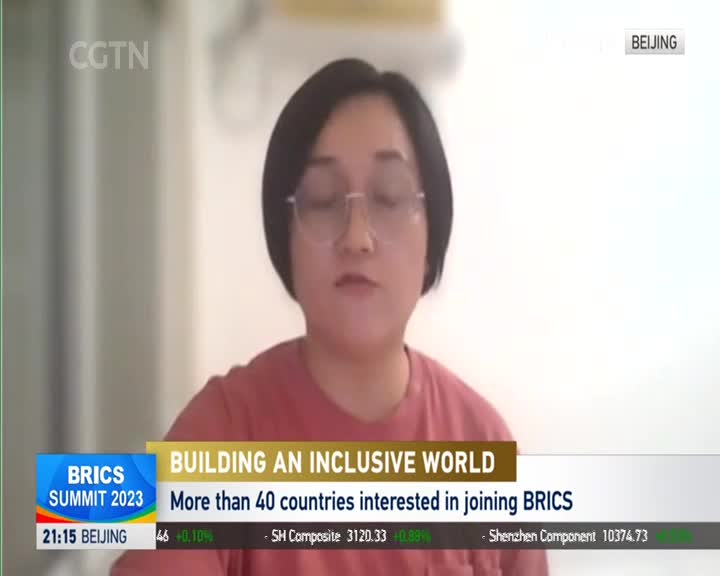 CGTN
BEIJING
BUILDING AN INCLUSIVE WORLD
BRICS
SUMMIT 2023
More than 40 countries interested in joining BRICS
21:15 BEIJING
46 +0.10% - SH Composite 3120.33 +0.88% - Shenzhen Component 10374.73